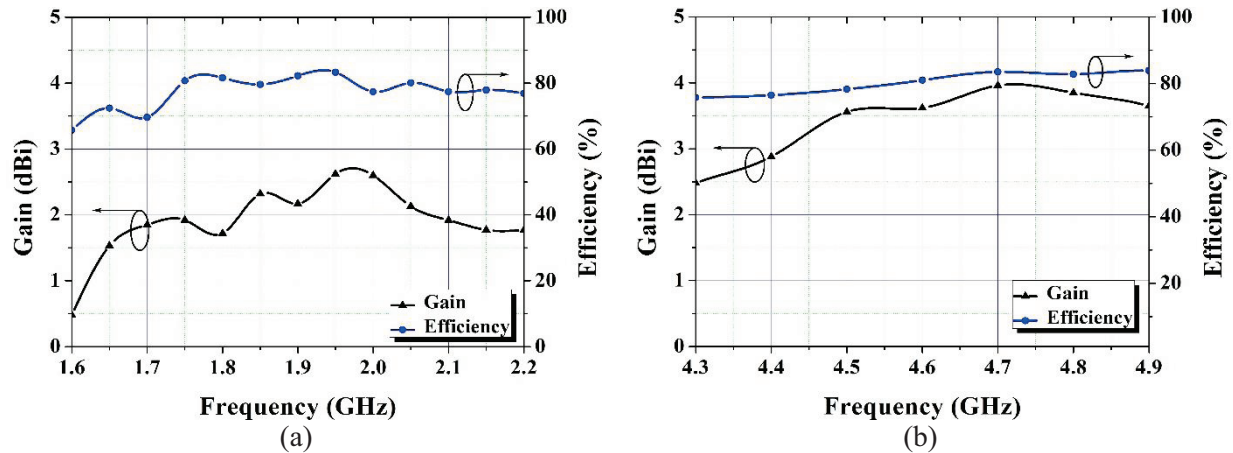 5
4
3
2
1
0
Gain (dBi)
100
80
60
40
20
0
Efficiency (%)
Gain
Efficiency
1.6 1.7 1.8 1.9 2.0 2.1 2.2
Frequency (GHz)
(a)
5
4
3
2
1
0
Gain (dBi)
100
80
60
40
20
Efficiency (%)
Gain
Efficiency
4.3 4.4 4.5 4.6 4.7 4.8 4.9
Frequency (GHz)
(b)